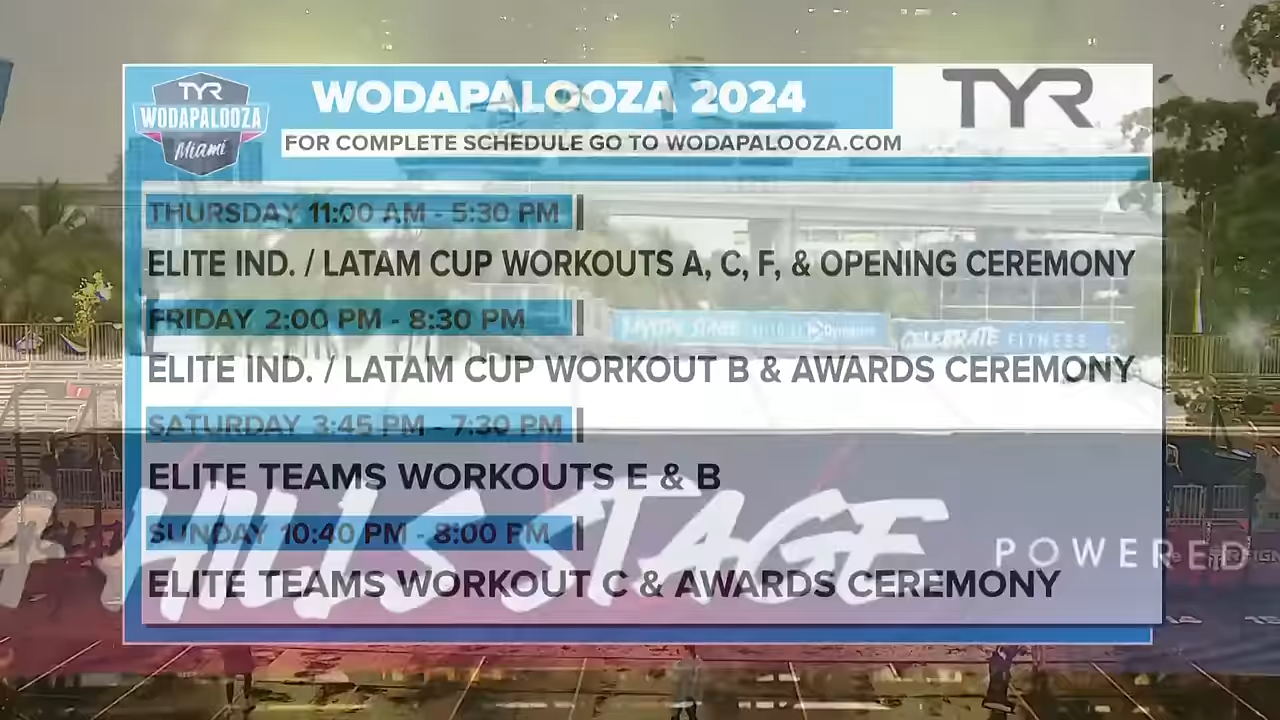 TYR
WODAPALOOZA
Miami
WODAPALOOZA 2024
TYR
FOR COMPLETE SCHEDULE GO TO WODAPALOOZA.COM
THURSDAY 11:00 AM - 5:30 PM
ELITE IND. / LATAM CUP WORKOUTS A, C, F, & OPENING CEREMONY
FRIDAY 2:00 PM - 8:30 PM
CELEBRATE FITNESS
ELITE IND. / LATAM CUP WORKOUT B & AWARDS CEREMONY
SATURDAY 3:45 PM - 7:30 PM
ELITE TEAMS WORKOUTS E & B
HILLS STAGE
POWERED
SUNDAY 10:40 PM - 8:00 PM
ELITE TEAMS WORKOUT C & AWARDS CEREMONY